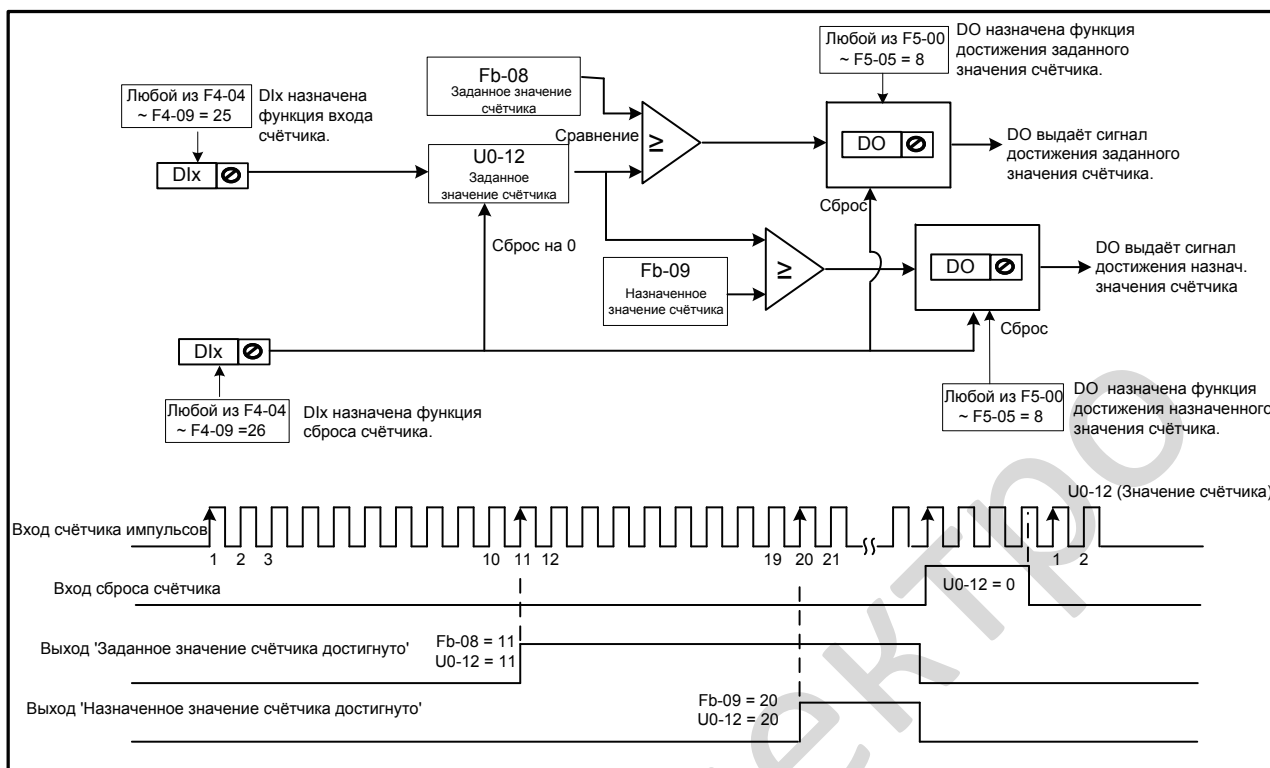 Любой из F4-04
~ F4-09 = 25
DIx назначена
функция входа
счётчика.
DIx
Fb-08
Заданное значение
счётчика
Сравнение
≥
U0-12
Заданное
значение счётчика
Любой из F5-00
~ F5-05 = 8
DO назначена функция
достижения заданного
значения счётчика.
DO
DO выдаёт сигнал
достижения заданного
значения счётчика.
Сброс
Сброс на 0
Fb-09
Назначенное
значение счётчика
≥
DO
DO выдаёт сигнал
достижения назнач.
значения счётчика
Сброс
DIx
Любой из F4-04
~ F4-09 =26
DIx назначена функция
сброса счётчика.
Любой из F5-00
~ F5-05 = 8
DO назначена функция
достижения назначенного
значения счётчика.
U0-12 (Значение счётчика)
Вход счётчика импульсов
1 2 3 10 11 12 19 20 21 1 2
Вход сброса счётчика
U0-12 = 0
Выход 'Заданное значение счётчика достигнуто'
Fb-08 = 11
U0-12 = 11
Выход 'Назначенное значение счётчика достигнуто'
Fb-09 = 20
U0-12 = 20
ектро